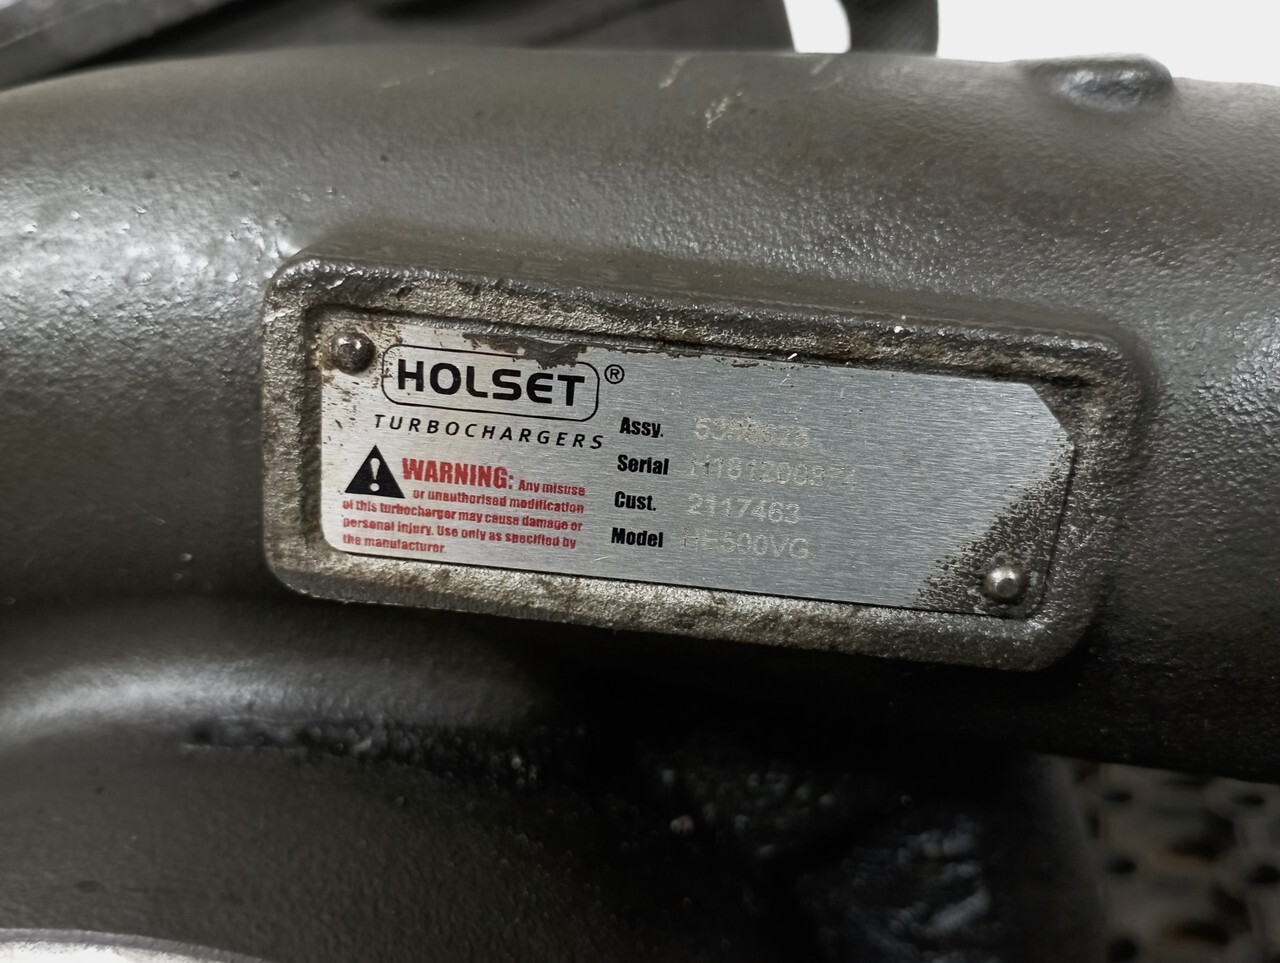 HOLSET®
TURBOCHARGERS
WARNING: Any misuse
or unauthorised modification
of this turbocharger may cause damage or
personal injury. Use only as specified by
the manufacturer.
Assy.
Serial
Cust. 2117463
Model HE500VG